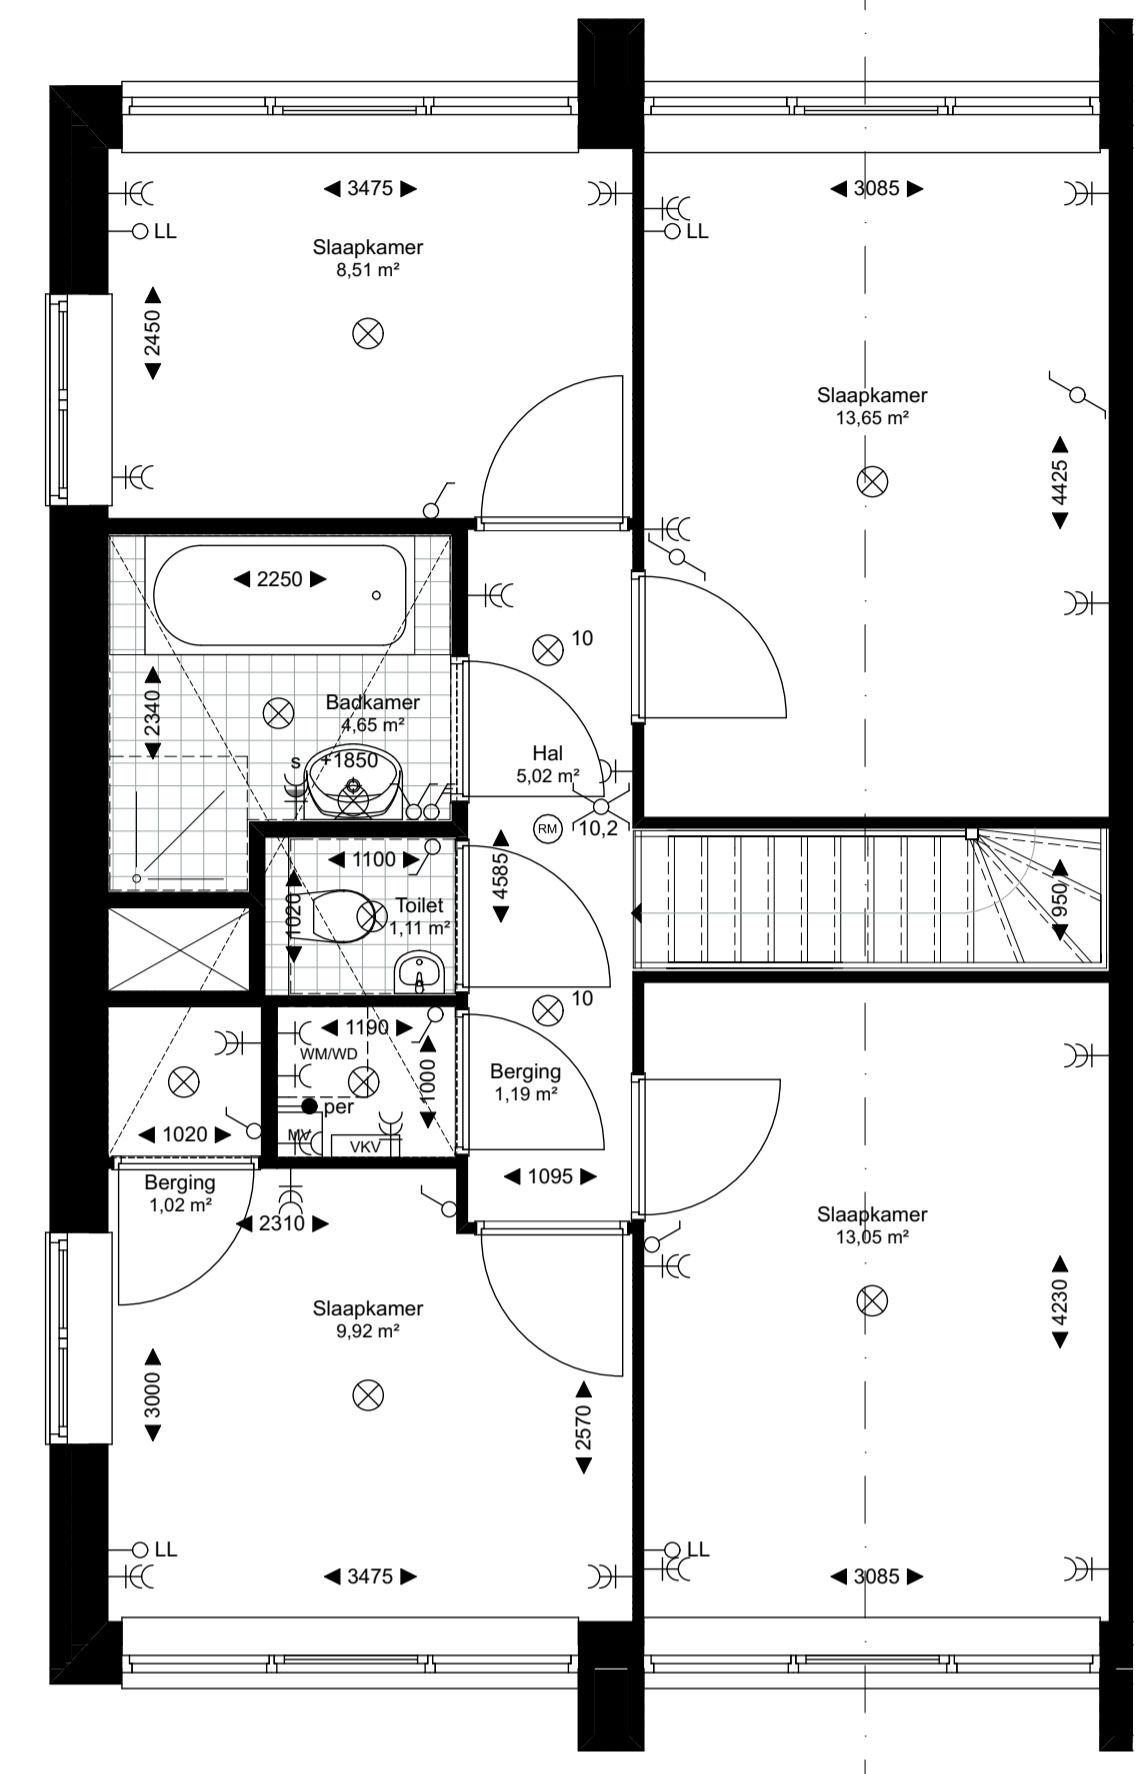 3475
3085
LL
LL
Slaapkamer
8,51 m²
2450
Slaapkamer
13,65 m²
4425
2250
10
2340
Badkamer
4,65 m²
s +1850
Hal
5,02 m²
RM
10,2
1100
4585
1020
Toilet
1,11 m²
950
10
1190
WM/WD
1000
Berging
1,19 m²
per
1020
MV
VKV
1095
Berging
1,02 m²
2310
Slaapkamer
13,05 m²
Slaapkamer
9,92 m²
4230
3000
2570
LL
LL
3475
3085